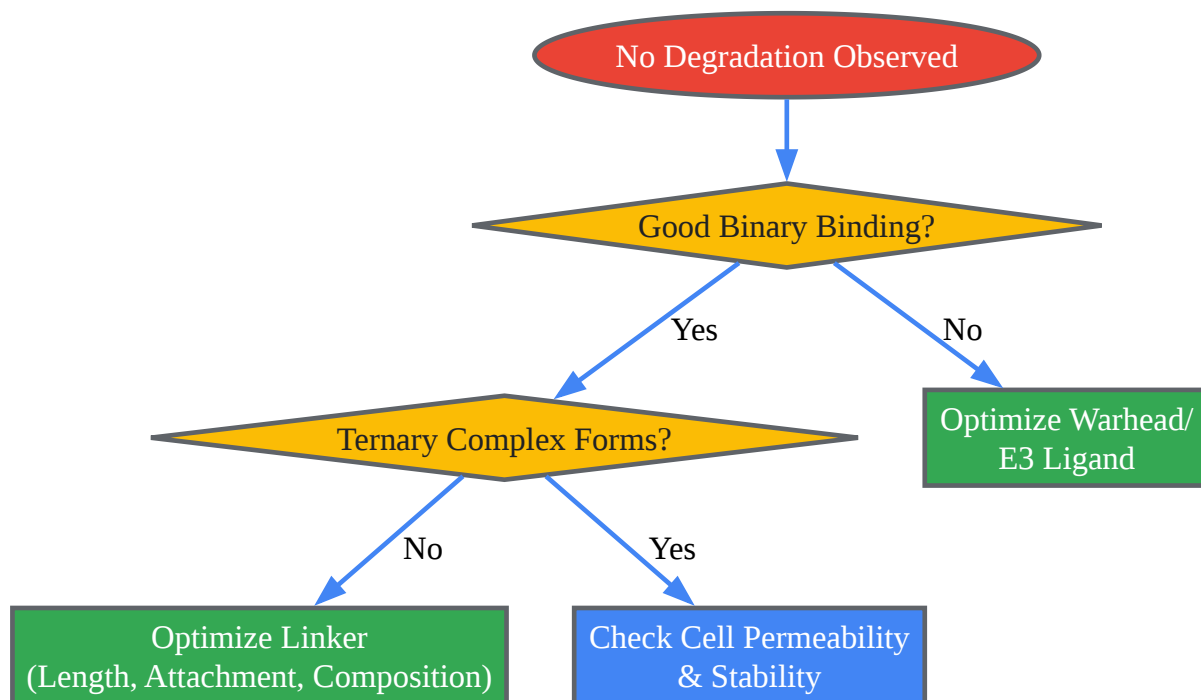 No Degradation Observed
Good Binary Binding?
Yes
No
Optimize Warhead/
E3 Ligand
Ternary Complex Forms?
No
Yes
Optimize Linker
(Length, Attachment, Composition)
Check Cell Permeability
& Stability